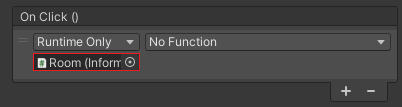 On Click ()
Runtime Only No Function
Room (Inform
+ −